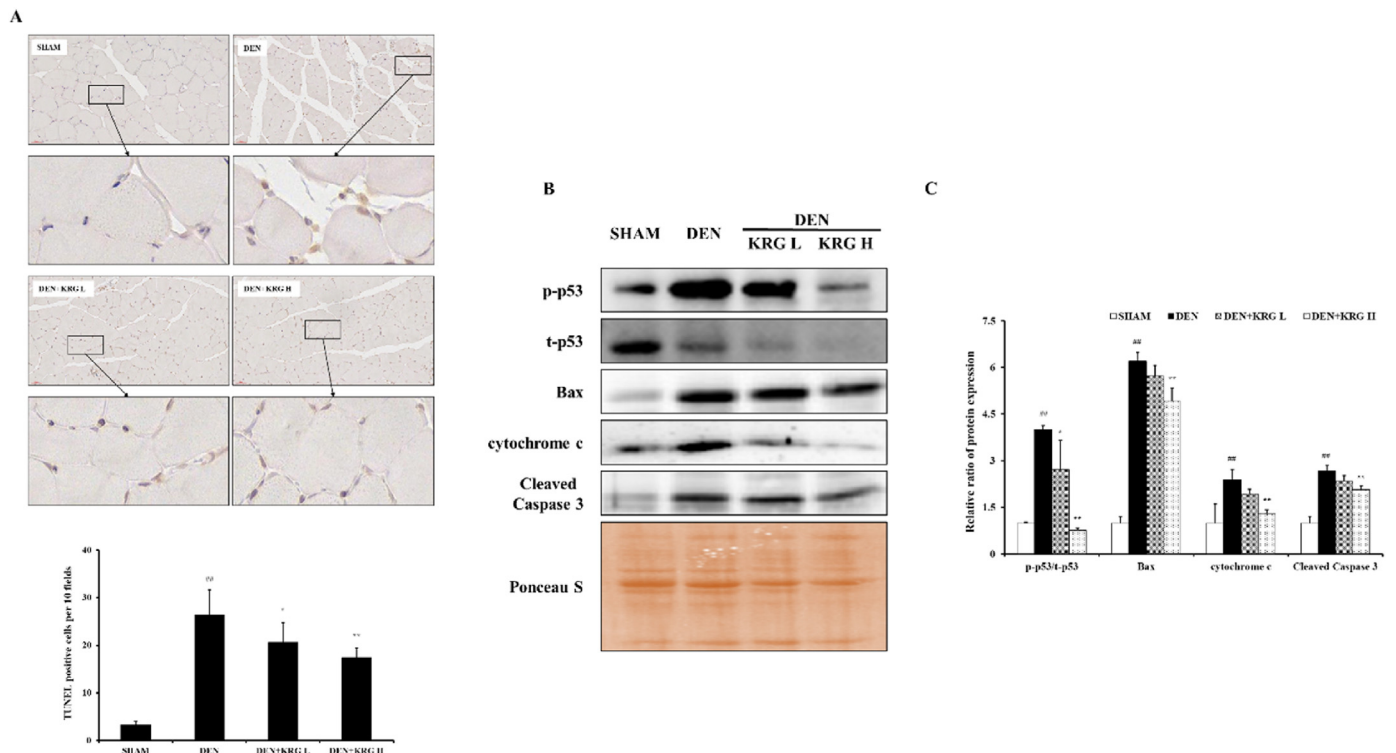 A
SHAM
DEN
DEN+KRG L
DEN+KRG H
TUNEL positive cells per 10 fields
40
30
20
10
0
##
*
**
SHAM
DEN
DEN+KRG L
DEN+KRG H
B
DEN
SHAM
DEN
KRG L
KRG H
p-p53
t-p53
Bax
cytochrome c
Cleaved
Caspase 3
Ponceau S
C
Relative ratio of protein expression
7.5
6
4.5
3
1.5
0
SHAM
DEN
DEN+KRG L
DEN+KRG H
##
*
**
##
**
##
**
##
**
p-p53/t-p53
Bax
cytochrome c
Cleaved Caspase 3